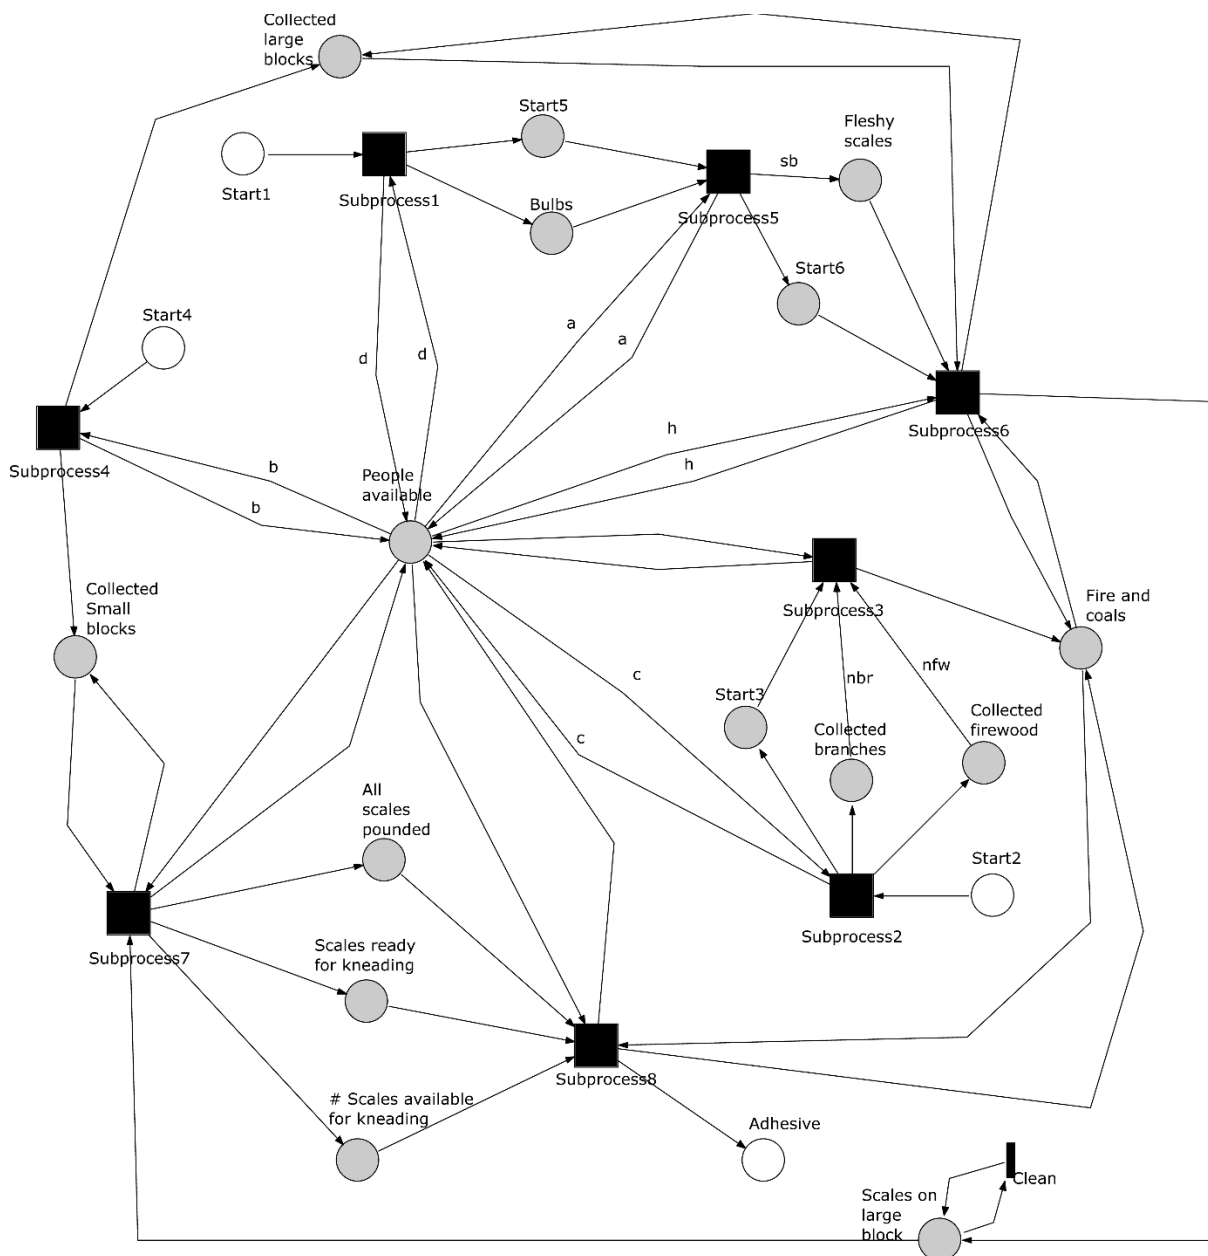 Collected
large
blocks
Start5
Fleshy
scales
sb
Start1
Subprocess1
Bulbs
Subprocess5
Start6
Start4
a
a
d
d
Subprocess6
h
h
Subprocess4
b
b
People
available
Collected
Small
blocks
Subprocess3
Fire and
coals
c
nbr
nfw
Start3
Collected
branches
Collected
firewood
c
All
scales
pounded
Start2
Subprocess2
Scales ready
for kneading
Subprocess7
Subprocess8
# Scales available
for kneading
Adhesive
Clean
Scales on
large
block